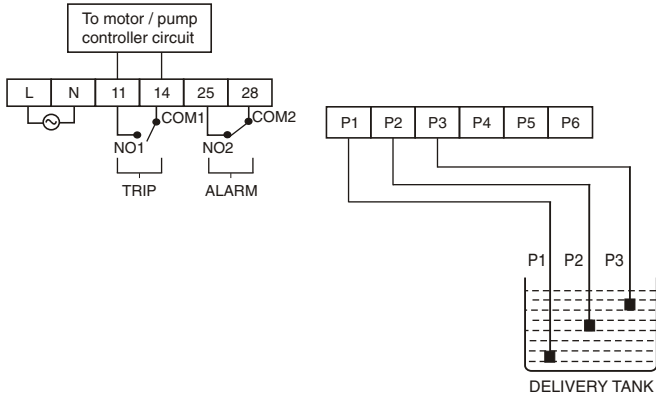 To motor / pump
controller circuit
L N 11 14 25 28
COM1 COM2
NO1 NO2
TRIP ALARM
P1 P2 P3 P4 P5 P6
P1 P2 P3
DELIVERY TANK